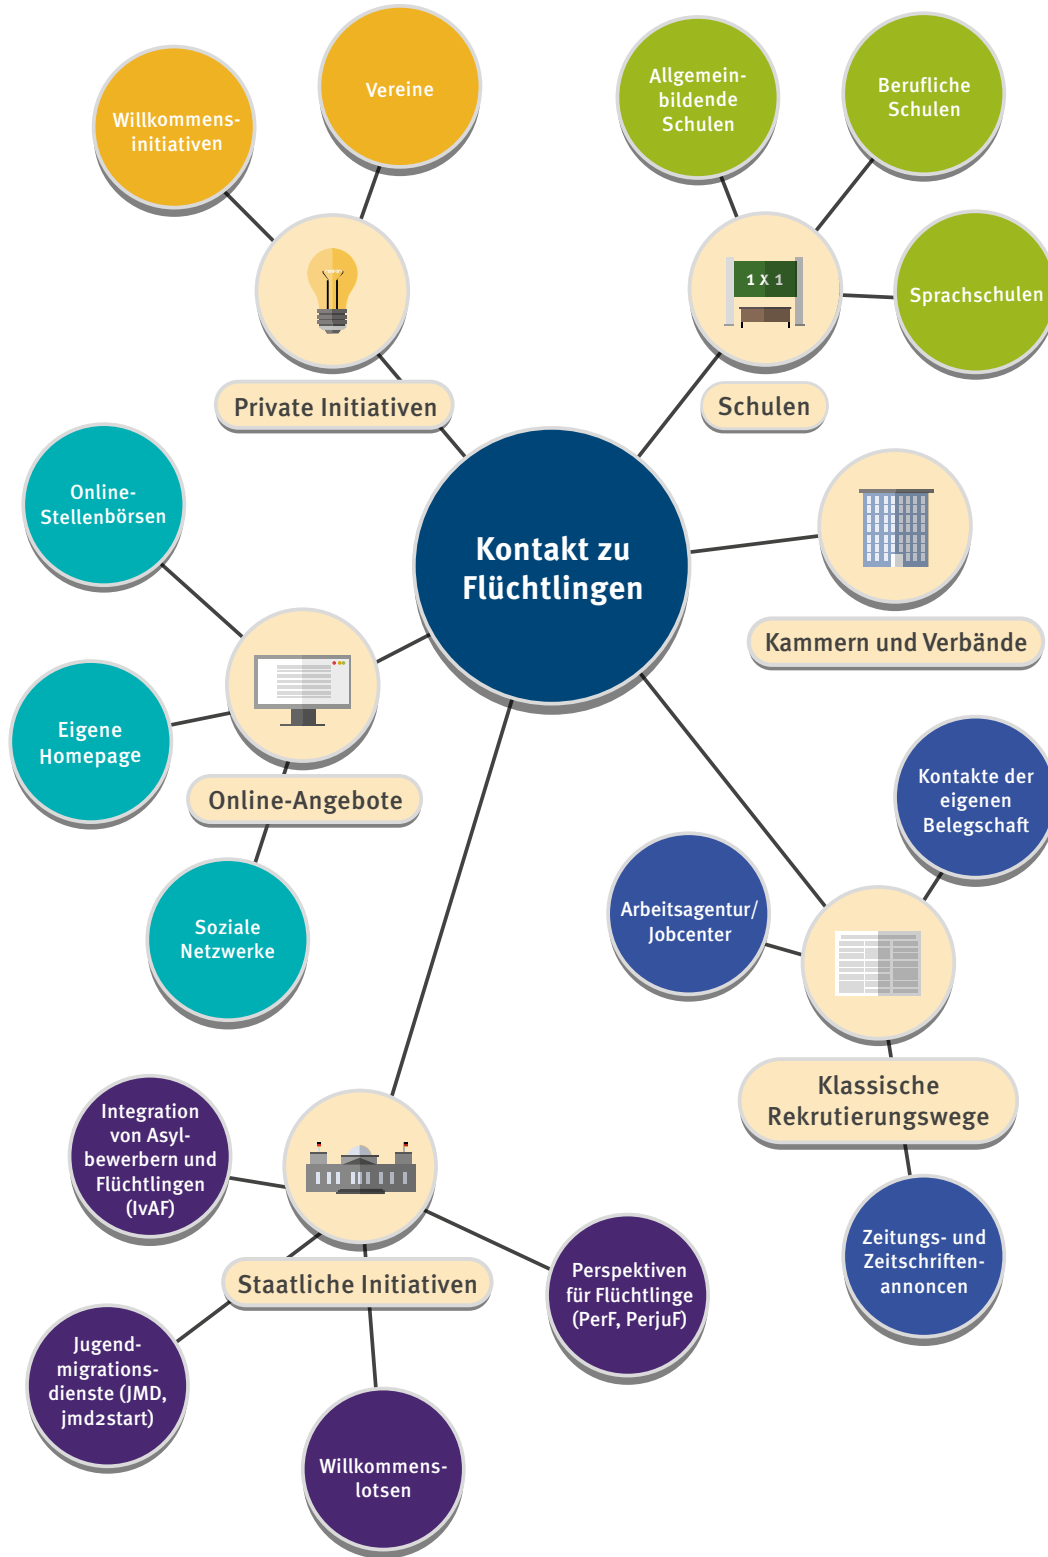 Willkommens-
initiativen
Vereine
Private Initiativen
Allgemein-
bildende
Schulen
Berufliche
Schulen
Sprachschulen
1 X 1
Schulen
Kontakt zu
Flüchtlingen
Kammern und Verbände
Online-
Stellenbörsen
Eigene
Homepage
Online-Angebote
Soziale
Netzwerke
Kontakte der
eigenen
Belegschaft
Arbeitsagentur/
Jobcenter
Klassische
Rekrutierungswege
Zeitungs- und
Zeitschriften-
annoncen
Integration
von Asyl-
bewerbern und
Flüchtlingen
(IvAF)
Staatliche Initiativen
Perspektiven
für Flüchtlinge
(PerF, PerjuF)
Jugend-
migrations-
dienste (JMD,
jmd2start)
Willkommens-
lotsen